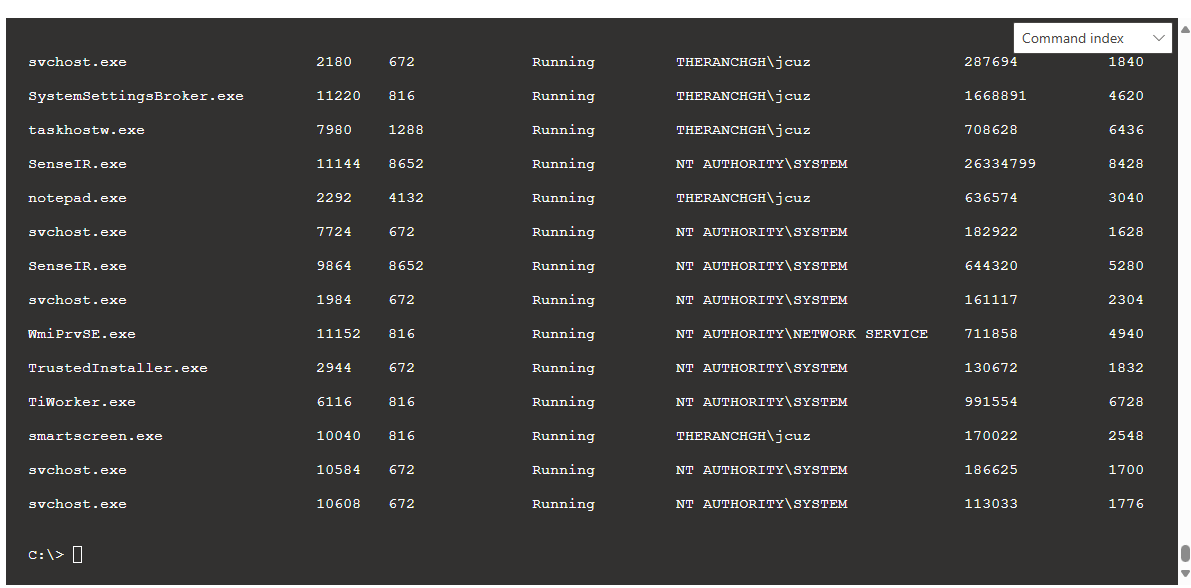 Command index
svchost.exe 2180 672 Running THERANCHGH\jcuz 287694 1840
SystemSettingsBroker.exe 11220 816 Running THERANCHGH\jcuz 1668891 4620
taskhostw.exe 7980 1288 Running THERANCHGH\jcuz 708628 6436
SenseIR.exe 11144 8652 Running NT AUTHORITY\SYSTEM 26334799 8428
notepad.exe 2292 4132 Running THERANCHGH\jcuz 636574 3040
svchost.exe 7724 672 Running NT AUTHORITY\SYSTEM 182922 1628
SenseIR.exe 9864 8652 Running NT AUTHORITY\SYSTEM 644320 5280
svchost.exe 1984 672 Running NT AUTHORITY\SYSTEM 161117 2304
WmiPrvSE.exe 11152 816 Running NT AUTHORITY\NETWORK SERVICE 711858 4940
TrustedInstaller.exe 2944 672 Running NT AUTHORITY\SYSTEM 130672 1832
TiWorker.exe 6116 816 Running NT AUTHORITY\SYSTEM 991554 6728
smartscreen.exe 10040 816 Running THERANCHGH\jcuz 170022 2548
svchost.exe 10584 672 Running NT AUTHORITY\SYSTEM 186625 1700
svchost.exe 10608 672 Running NT AUTHORITY\SYSTEM 113033 1776
C:\>